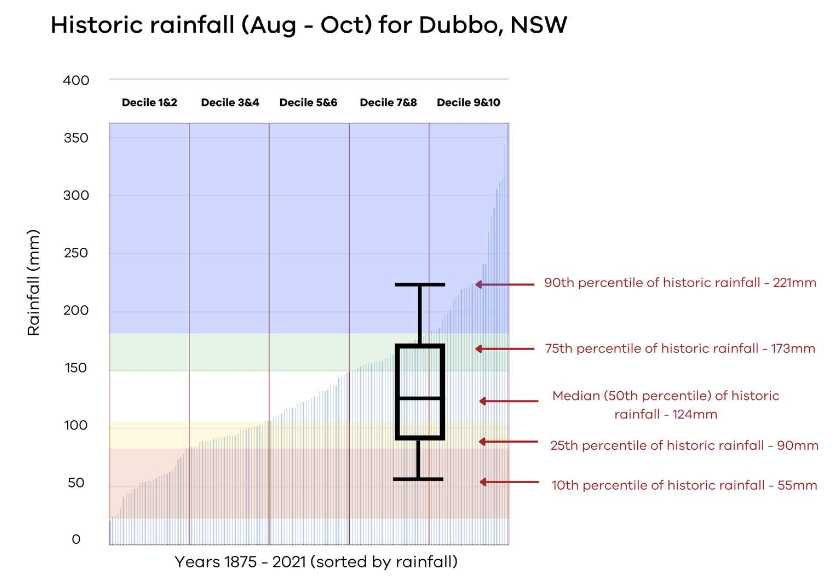 Historic rainfall (Aug - Oct) for Dubbo, NSW
400
Decile 1&2 Decile 3&4 Decile 5&6 Decile 7&8 Decile 9&10
350
300
250
200
150
100
50
0
Rainfall (mm)
90th percentile of historic rainfall - 221mm
75th percentile of historic rainfall - 173mm
Median (50th percentile) of historic
rainfall - 124mm
25th percentile of historic rainfall - 90mm
10th percentile of historic rainfall - 55mm
Years 1875 - 2021 (sorted by rainfall)